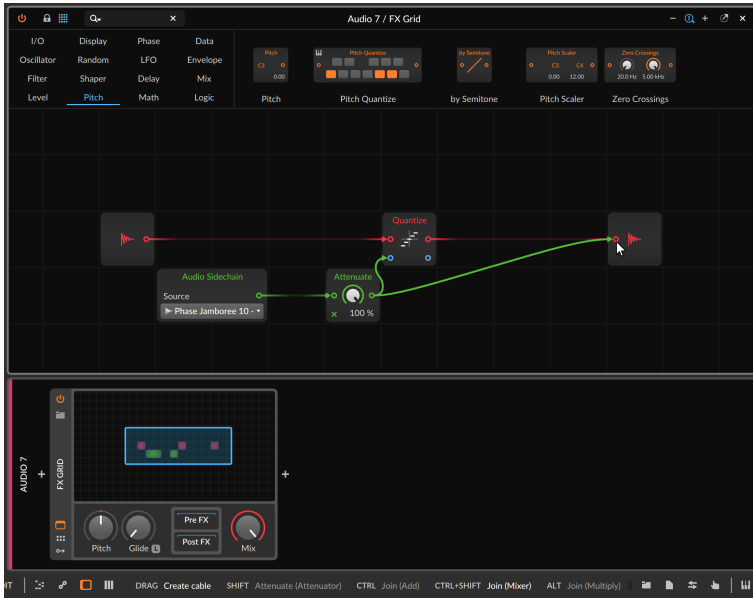 Audio 7 / FX Grid
I/O Display Phase Data
Oscillator Random LFO Envelope
Filter Shaper Delay Mix
Level Pitch Math Logic
Pitch
C3
0.00
Pitch
Pitch Quantize
Pitch Quantize
by Semitone
by Semitone
Pitch Scaler
C3 C4
0.00 12.00
Pitch Scaler
Zero Crossings
20.0 Hz 5.00 kHz
Zero Crossings
Quantize
Audio Sidechain
Source
Phase Jamboree 10 -
Attenuate
100 %
AUDIO 7
FX GRID
Pitch
Glide L
Pre FX
Post FX
Mix
DRAG Create cable SHIFT Attenuate (Attenuator) CTRL Join (Add) CTRL+SHIFT Join (Mixer) ALT Join (Multiply)